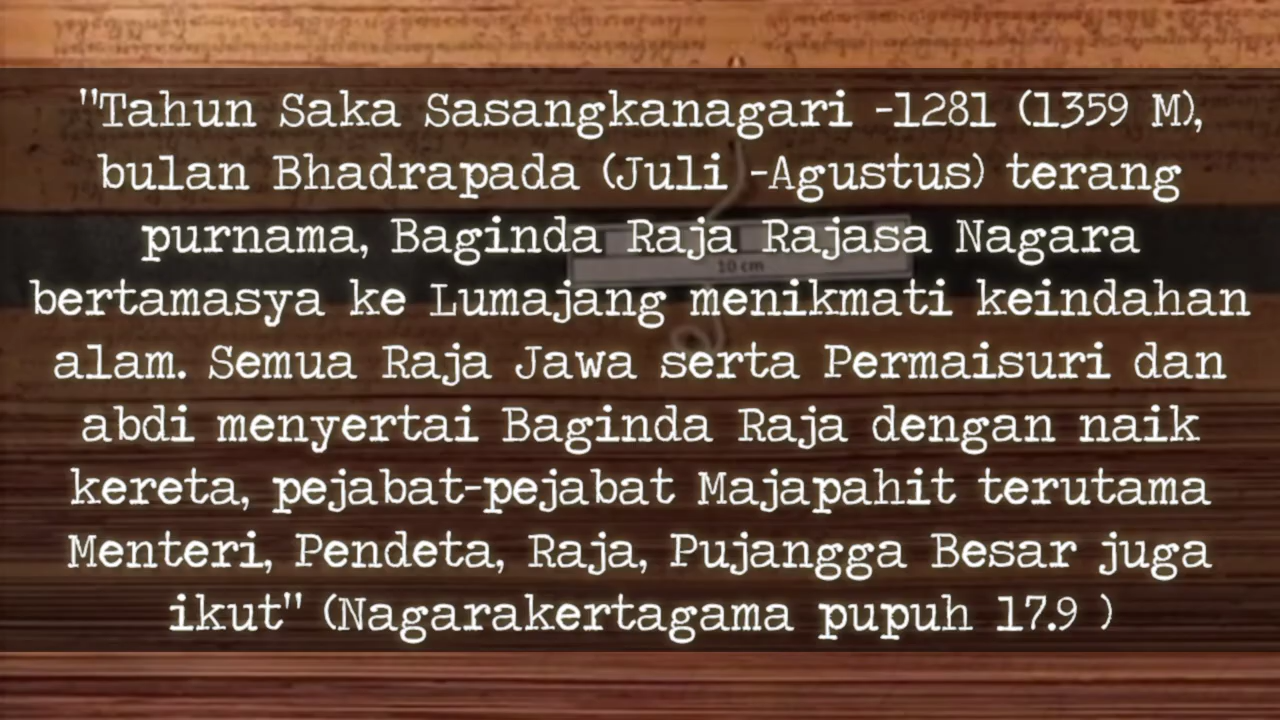 "Tahun Saka Sasangkanagari -1281 (1359 M),
bulan Bhadrapada (Juli -Agustus) terang
purnama, Baginda Raja Rajasa Nagara
10 cm
bertamasya ke Lumajang menikmati keindahan
alam. Semua Raja Jawa serta Permaisuri dan
abdi menyertai Baginda Raja dengan naik
kereta, pejabat-pejabat Majapahit terutama
Menteri, Pendeta, Raja, Pujangga Besar juga
ikut" (Nagarakertagama pupuh 17.9 )